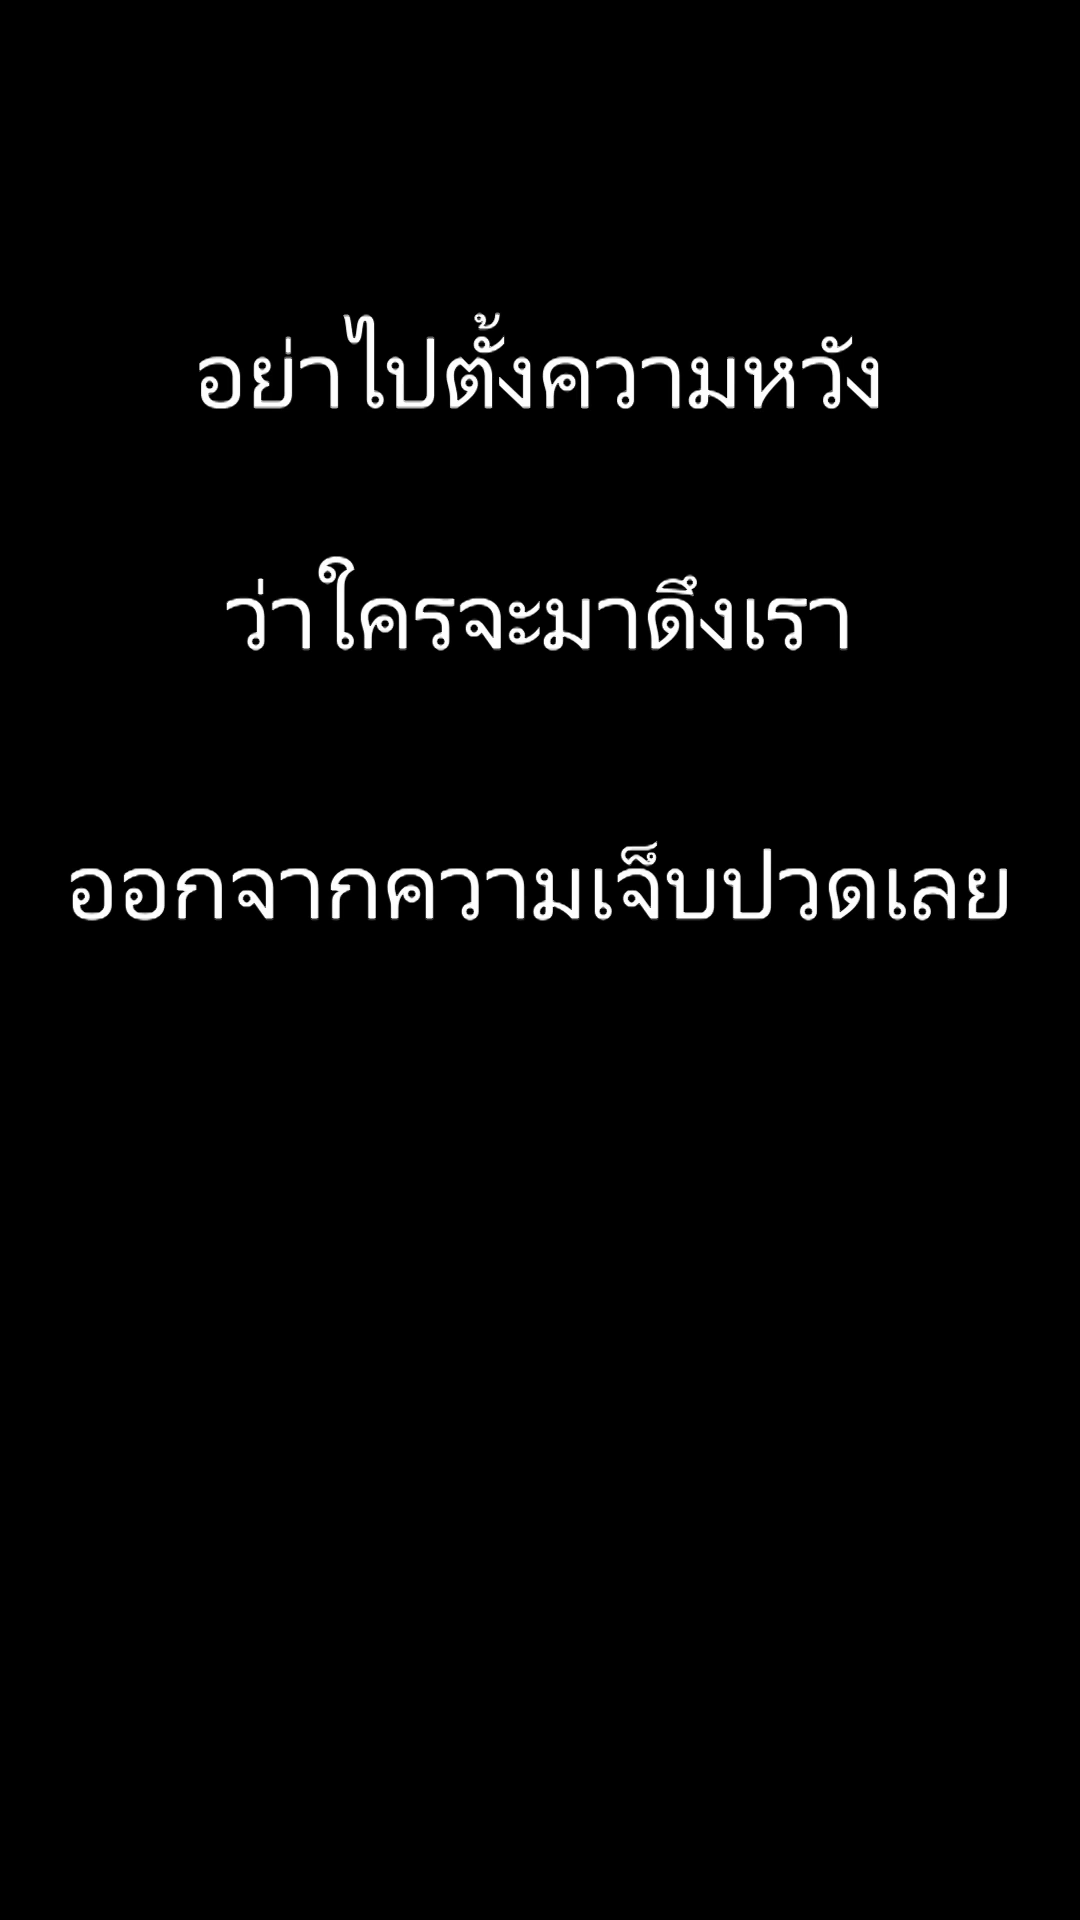 อย่าไปตั้งความหวัง
ว่าใครจะมาดึงเรา
ออกจากความเจ็บปวดเลย